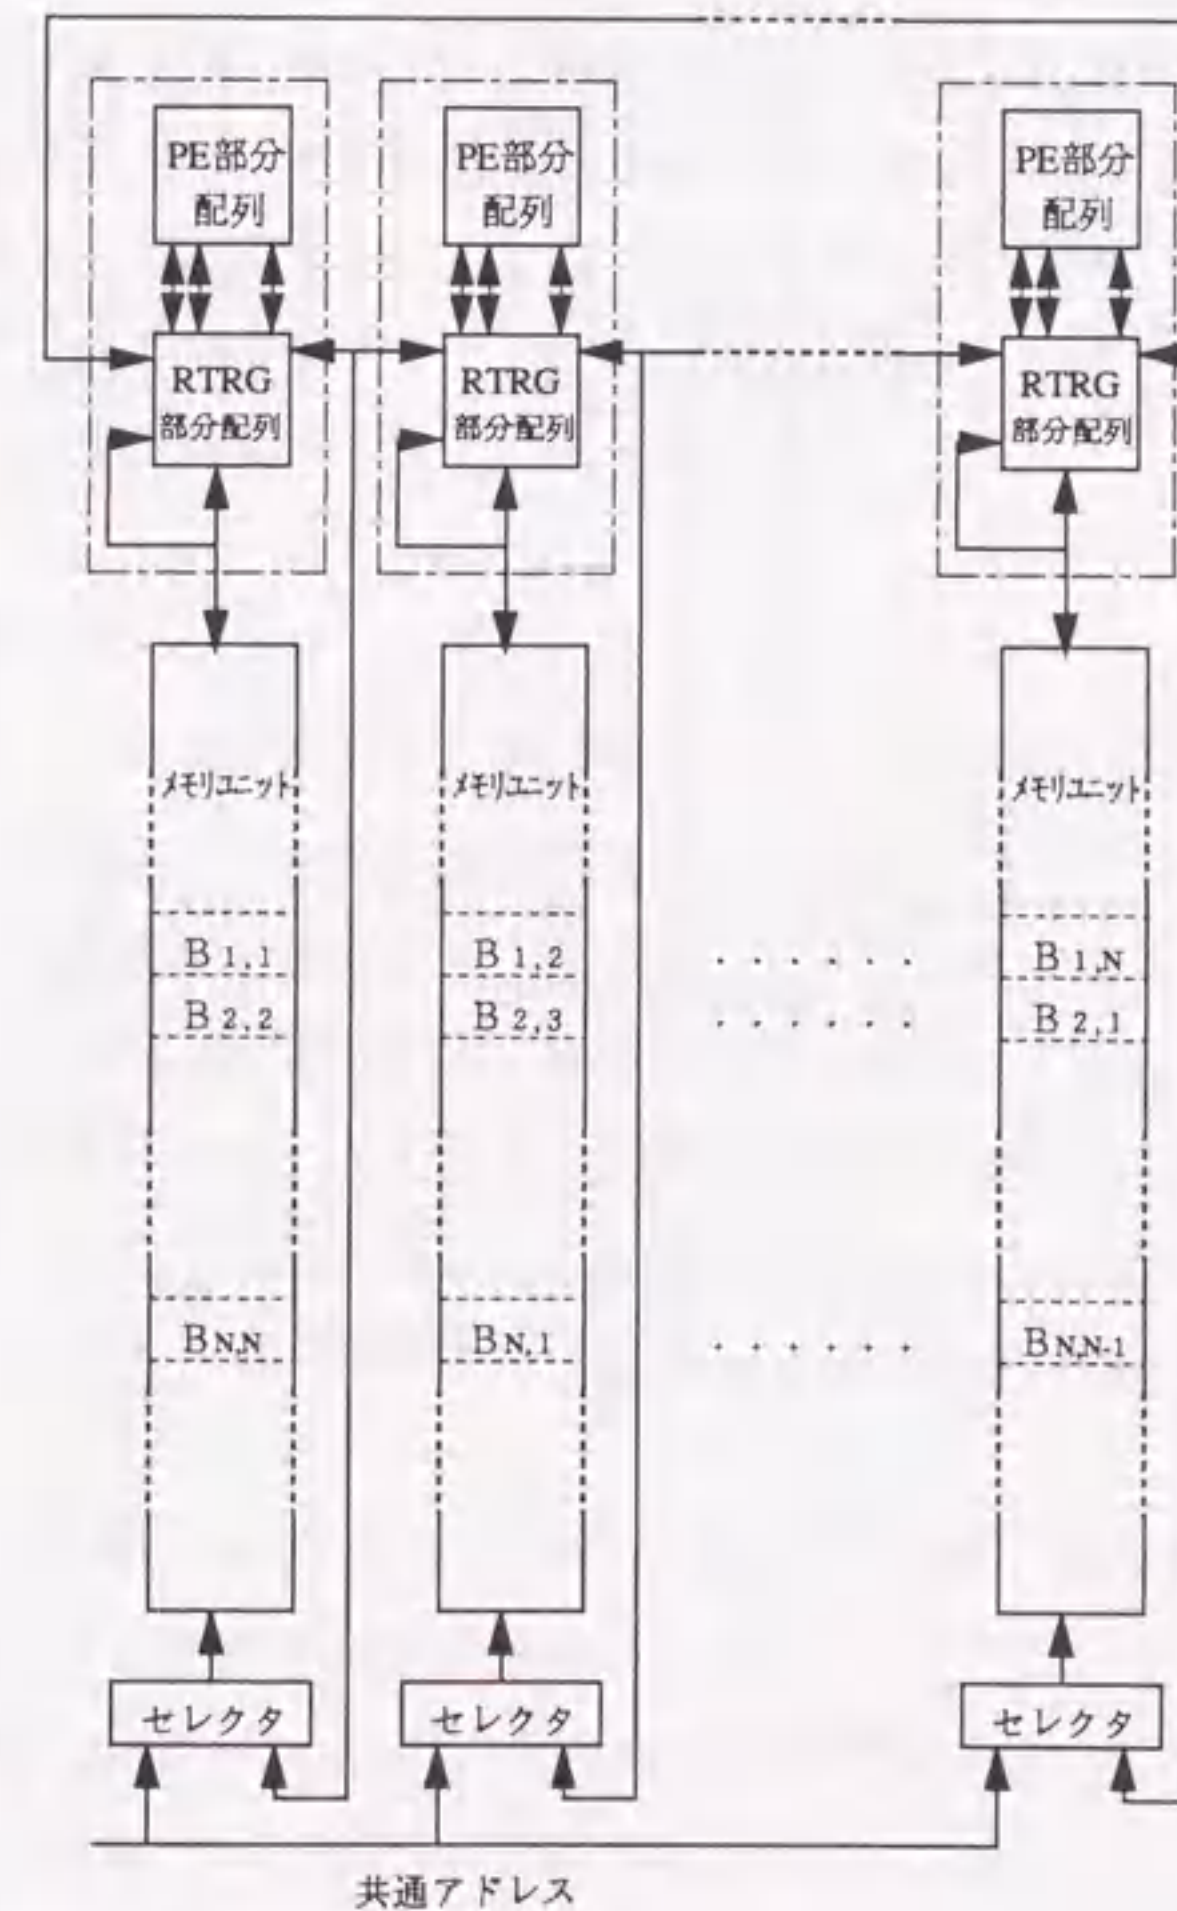 PE部分
配列
PE部分
配列
PE部分
配列
RTRG
部分配列
RTRG
部分配列
RTRG
部分配列
メモリユニット
メモリユニット
メモリユニット
B 1,1
B 1,2
B 1,N
B 2,2
B 2,3
B 2,1
B N,N
B N,1
B N,N-1
セレクタ
セレクタ
セレクタ
共通アドレス